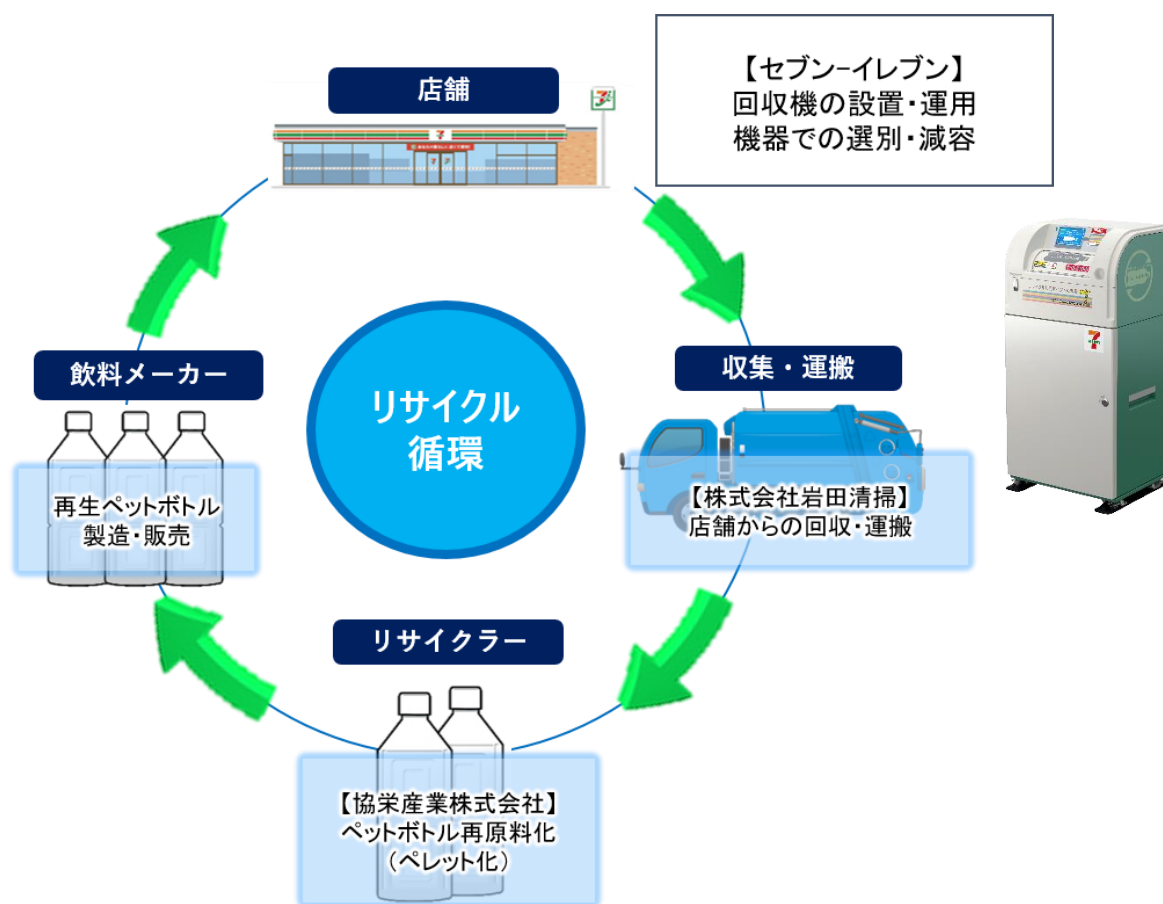 店舗
【セブン-イレブン】
回収機の設置・運用
機器での選別・減容
飲料メーカー
再生ペットボトル
製造・販売
リサイクル
循環
収集・運搬
【株式会社岩田清掃】
店舗からの回収・運搬
リサイクラー
【協栄産業株式会社】
ペットボトル再原料化
（ペレット化）